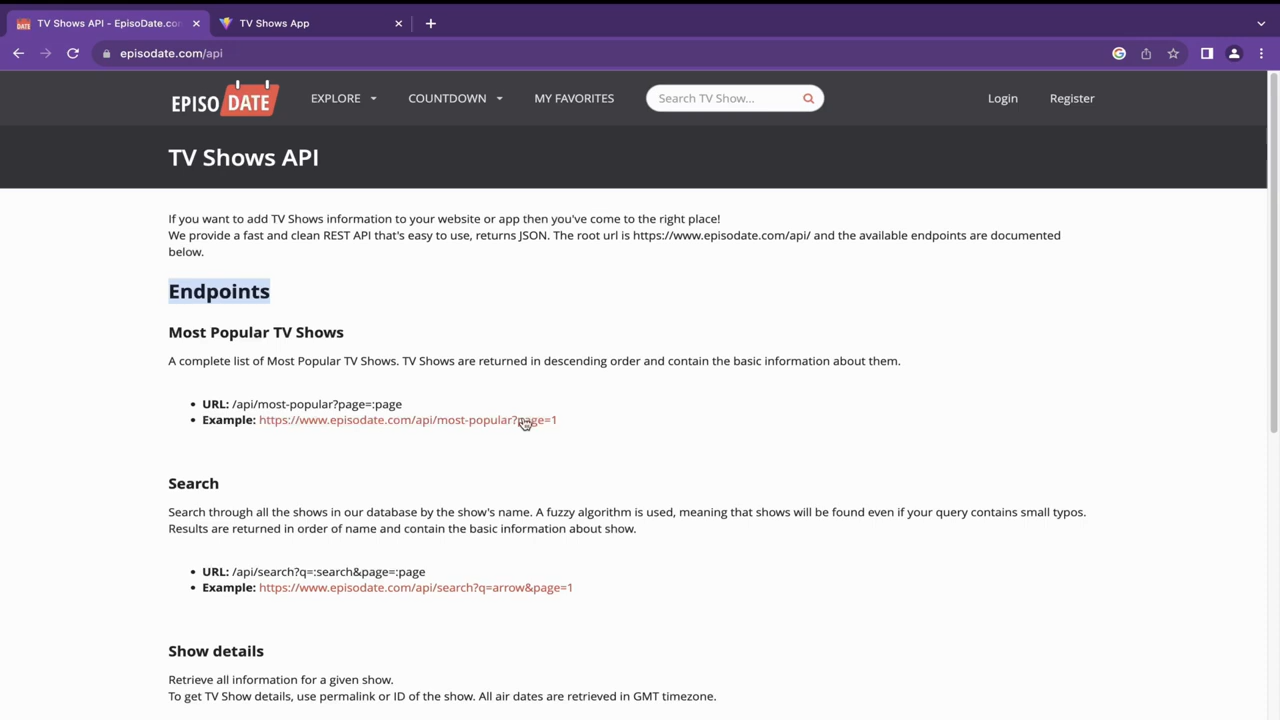 TV Shows API - EpisoDate.co
TV Shows App
episodate.com/api
EPISO DATE
EXPLORE
COUNTDOWN
MY FAVORITES
Search TV Show...
Login
Register
TV Shows API
If you want to add TV Shows information to your website or app then you've come to the right place!
We provide a fast and clean REST API that's easy to use, returns JSON. The root url is https://www.episodate.com/api/ and the available endpoints are documented
below.
Endpoints
Most Popular TV Shows
A complete list of Most Popular TV Shows. TV Shows are returned in descending order and contain the basic information about them.
• URL: /api/most-popular?page=:page
• Example: https://www.episodate.com/api/most-popular?page=1
Search
Search through all the shows in our database by the show's name. A fuzzy algorithm is used, meaning that shows will be found even if your query contains small typos.
Results are returned in order of name and contain the basic information about show.
• URL: /api/search?q=:search&page=:page
• Example: https://www.episodate.com/api/search?q=arrow&page=1
Show details
Retrieve all information for a given show.
To get TV Show details, use permalink or ID of the show. All air dates are retrieved in GMT timezone.